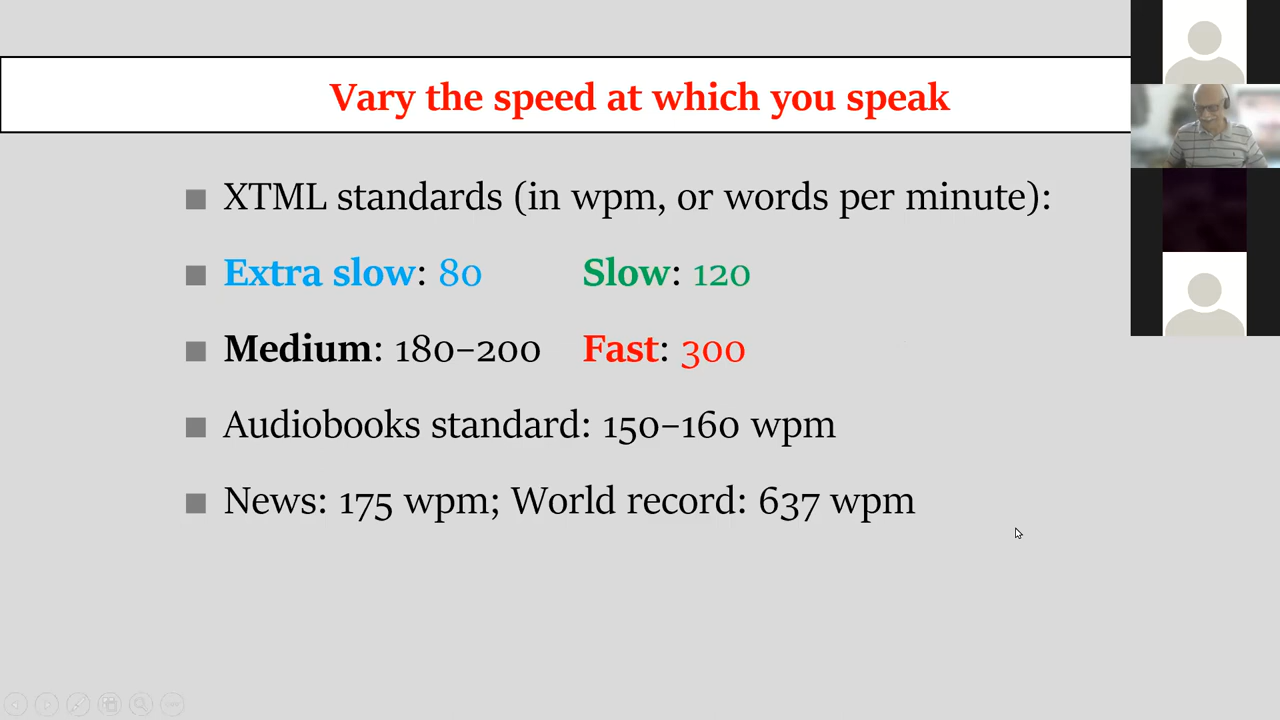 Vary the speed at which you speak
XTML standards (in wpm, or words per minute):
Extra slow: 80 Slow: 120
Medium: 180–200 Fast: 300
Audiobooks standard: 150–160 wpm
News: 175 wpm; World record: 637 wpm